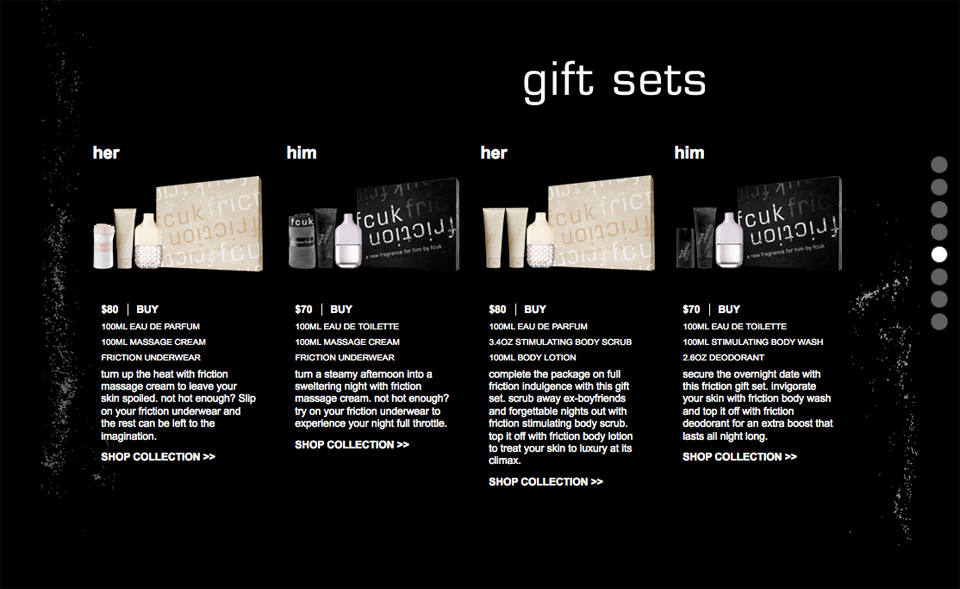 gift sets
her
fcuk friction
$80 | BUY
100ML EAU DE PARFUM
100ML MASSAGE CREAM
FRICTION UNDERWEAR
turn up the heat with friction
massage cream to leave your
skin spoiled. not hot enough? Slip
on your friction underwear and
the rest can be left to the
imagination.
SHOP COLLECTION >>
him
fcuk
fcuk friction
friction
a new fragrance for him by fcuk
$70 | BUY
100ML EAU DE TOILETTE
100ML MASSAGE CREAM
FRICTION UNDERWEAR
turn a steamy afternoon into a
sweltering night with friction
massage cream. not hot enough?
try on your friction underwear to
experience your night full throttle.
SHOP COLLECTION >>
her
fcuk friction
$80 | BUY
100ML EAU DE PARFUM
3.4OZ STIMULATING BODY SCRUB
100ML BODY LOTION
complete the package on full
friction indulgence with this gift
set. scrub away ex-boyfriends
and forgettable nights out with
friction stimulating body scrub.
top it off with friction body lotion
to treat your skin to luxury at its
climax.
SHOP COLLECTION >>
him
fcuk friction
friction
a new fragrance for him by fcuk
$70 | BUY
100ML EAU DE TOILETTE
100ML STIMULATING BODY WASH
2.6OZ DEODORANT
secure the overnight date with
this friction gift set. invigorate
your skin with friction body wash
and top it off with friction
deodorant for an extra boost that
lasts all night long.
SHOP COLLECTION >>